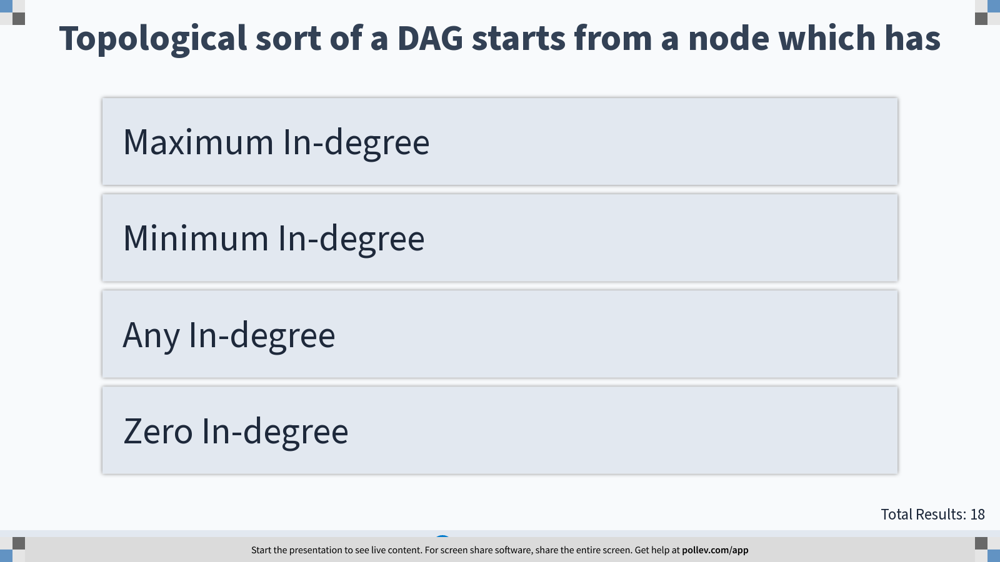 Topological sort of a DAG starts from a node which has
Maximum In-degree
Minimum In-degree
Any In-degree
Zero In-degree
Total Results: 18
Start the presentation to see live content. For screen share software, share the entire screen. Get help at pollev.com/app